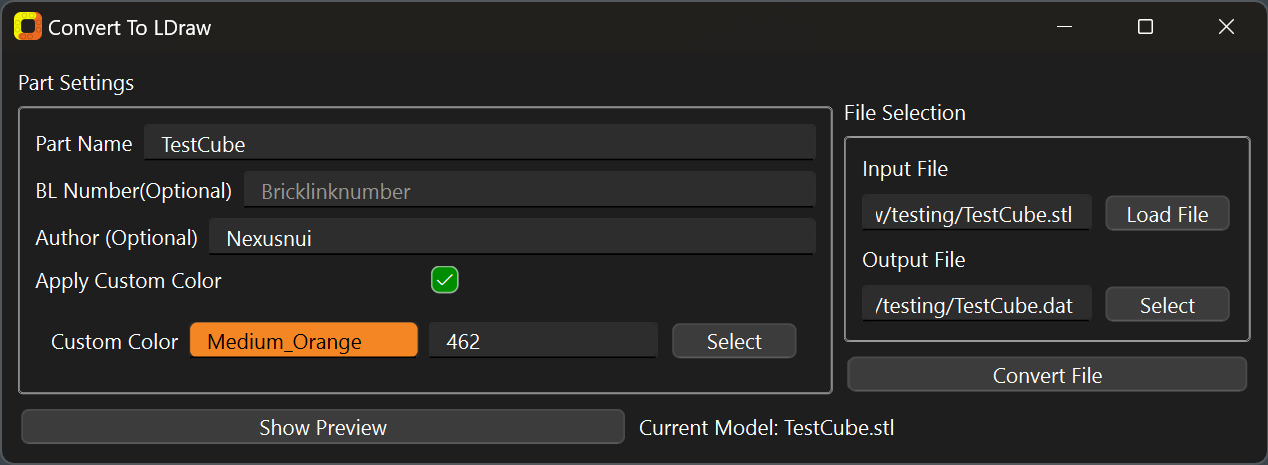 Convert To LDraw
Part Settings
Part Name TestCube
BL Number(Optional) Bricklinknumber
Author (Optional) Nexusnui
Apply Custom Color
Custom Color Medium_Orange 462 Select
File Selection
Input File
/testing/TestCube.stl Load File
Output File
/testing/TestCube.dat Select
Convert File
Show Preview Current Model: TestCube.stl